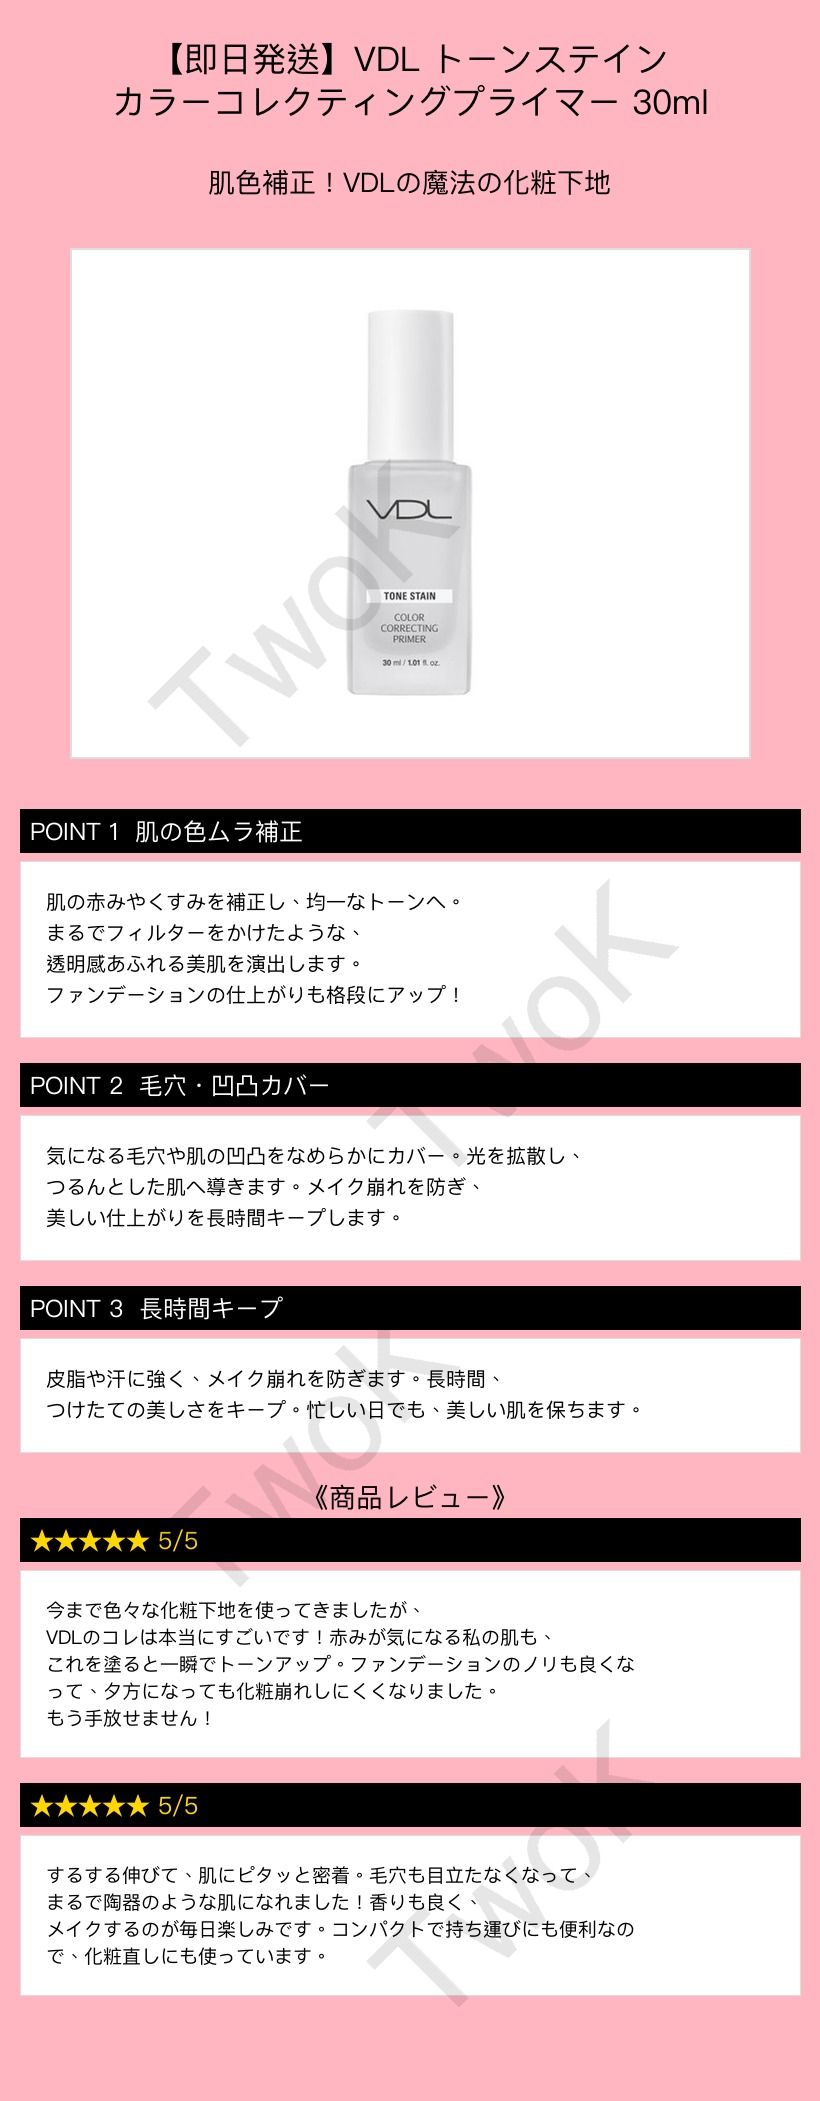 【即日発送】VDL トーンステイン
カラーコレクティングプライマー 30ml
肌色補正！VDLの魔法の化粧下地
VDL
TONE STAIN
COLOR
CORRECTING
PRIMER
30 ml / 1.01 fl. oz.
TwoK
POINT 1 肌の色ムラ補正
肌の赤みやくすみを補正し、均一なトーンへ。
まるでフィルターをかけたような、
透明感あふれる美肌を演出します。
ファンデーションの仕上がりも格段にアップ！
TwoK
POINT 2 毛穴・凹凸カバー
気になる毛穴や肌の凹凸をなめらかにカバー。光を拡散し、
つるんとした肌へ導きます。メイク崩れを防ぎ、
美しい仕上がりを長時間キープします。
POINT 3 長時間キープ
皮脂や汗に強く、メイク崩れを防ぎます。長時間、
つけたての美しさをキープ。忙しい日でも、美しい肌を保ちます。
TwoK
《商品レビュー》
★★★★★ 5/5
今まで色々な化粧下地を使ってきましたが、
VDLのコレは本当にすごいです！赤みが気になる私の肌も、
これを塗ると一瞬でトーンアップ。ファンデーションのノリも良くな
って、夕方になっても化粧崩れしにくくなりました。
もう手放せません！
★★★★★ 5/5
するする伸びて、肌にピタッと密着。毛穴も目立たなくなって、
まるで陶器のような肌になれました！香りも良く、
メイクするのが毎日楽しみです。コンパクトで持ち運びにも便利なの
で、化粧直しにも使っています。
TwoK